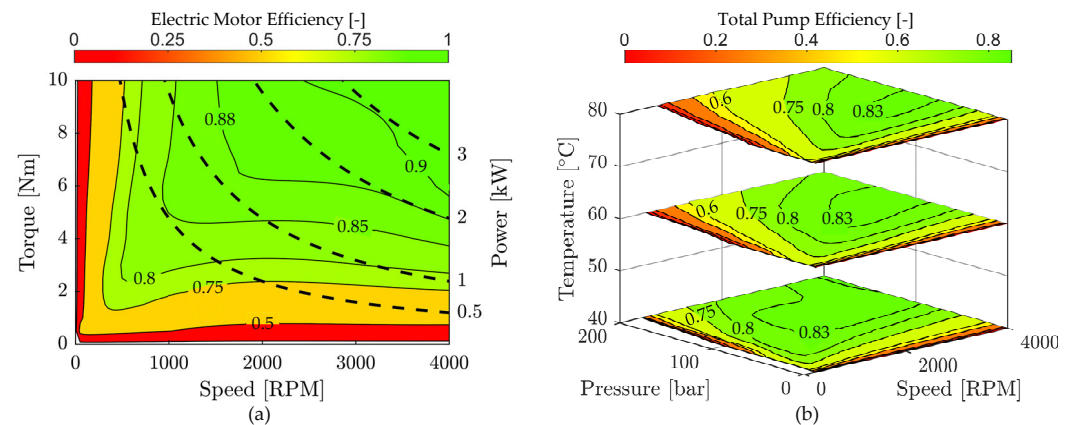 Electric Motor Efficiency [-]
0 0.25 0.5 0.75 1
10
8
6
4
2
0
Torque [Nm]
0.88
0.9
0.85
0.8
0.75
0.5
3
2
1
0.5
Power [kW]
0 1000 2000 3000 4000
Speed [RPM]
(a)
Total Pump Efficiency [-]
0 0.2 0.4 0.6 0.8
80
70
60
50
40
Temperature [°C]
0.6 0.75 0.8 0.83
0.6 0.75 0.8 0.83
0.75 0.8 0.83
200 100 0
Pressure [bar]
0 2000 4000
Speed [RPM]
(b)